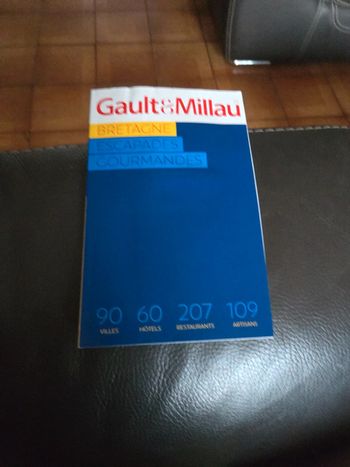 Gault&Millau
BRETAGNE
ESCAPADES
GOURMANDES
90 60 207 109
VILLES HÔTELS RESTAURANTS ARTISANS